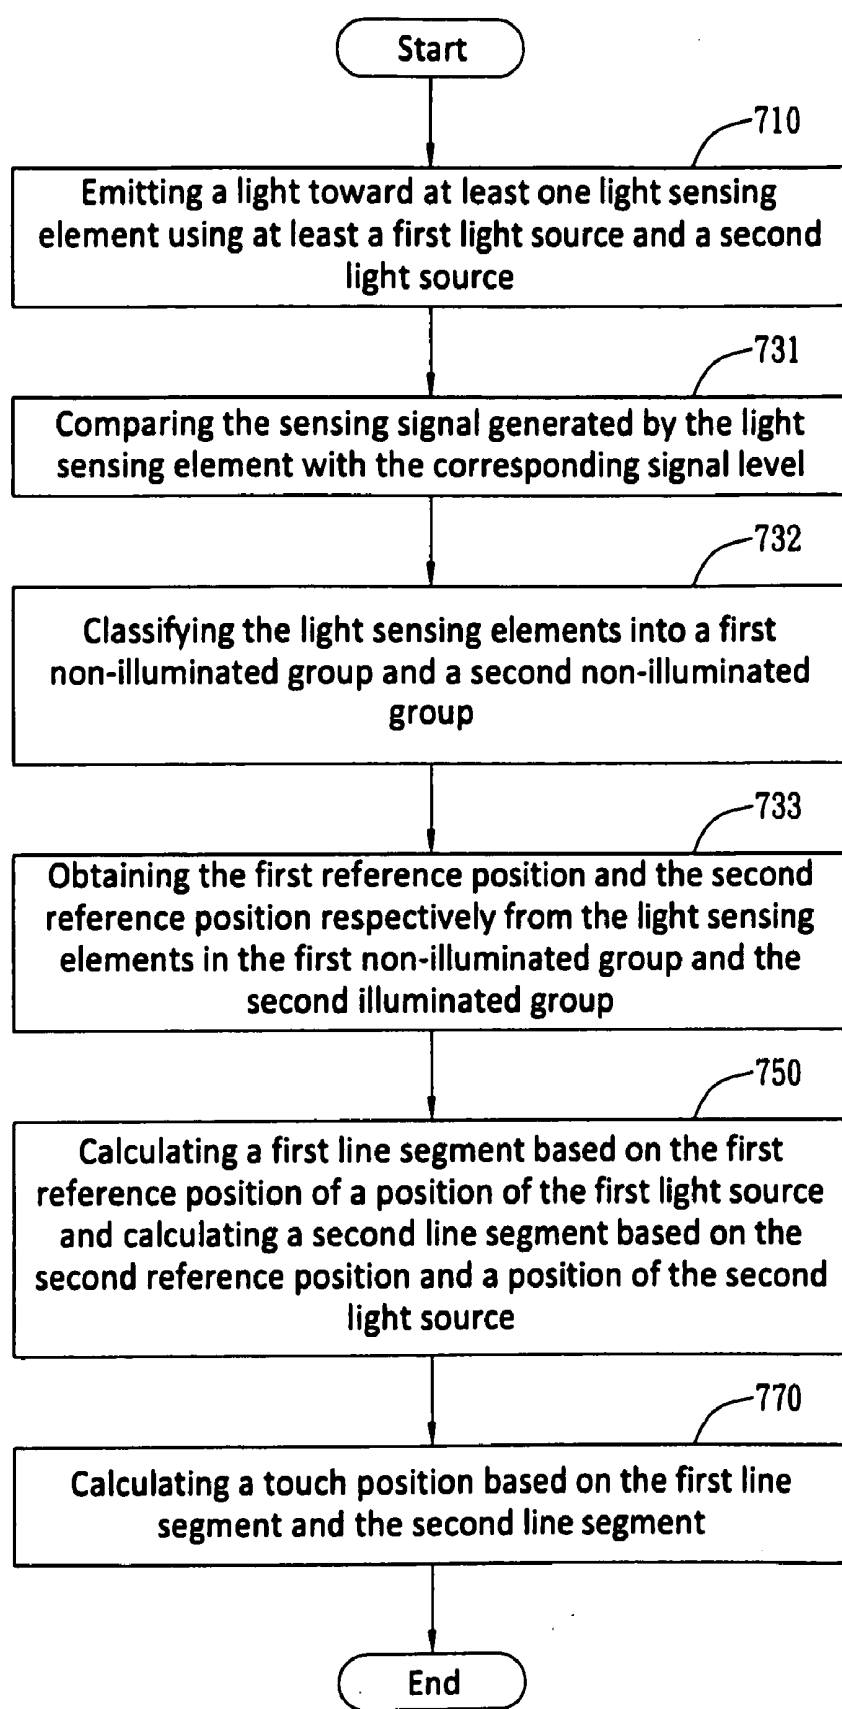 Start
710
Emitting a light toward at least one light sensing
element using at least a first light source and a second
light source
731
Comparing the sensing signal generated by the light
sensing element with the corresponding signal level
732
Classifying the light sensing elements into a first
non-illuminated group and a second non-illuminated
group
733
Obtaining the first reference position and the second
reference position respectively from the light sensing
elements in the first non-illuminated group and the
second illuminated group
750
Calculating a first line segment based on the first
reference position of a position of the first light source
and calculating a second line segment based on the
second reference position and a position of the second
light source
770
Calculating a touch position based on the first line
segment and the second line segment
End